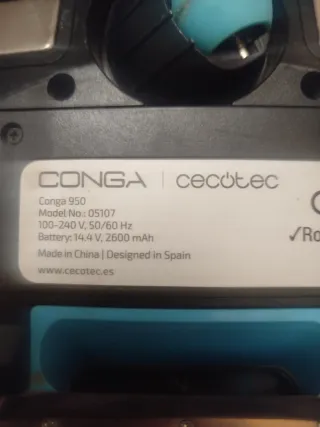 CONGA | cecotec
Conga 950
Model No.: 05107
100-240 V, 50/60 Hz
Battery: 14.4 V, 2600 mAh
Made in China | Designed in Spain
www.cecotec.es
✓Ro